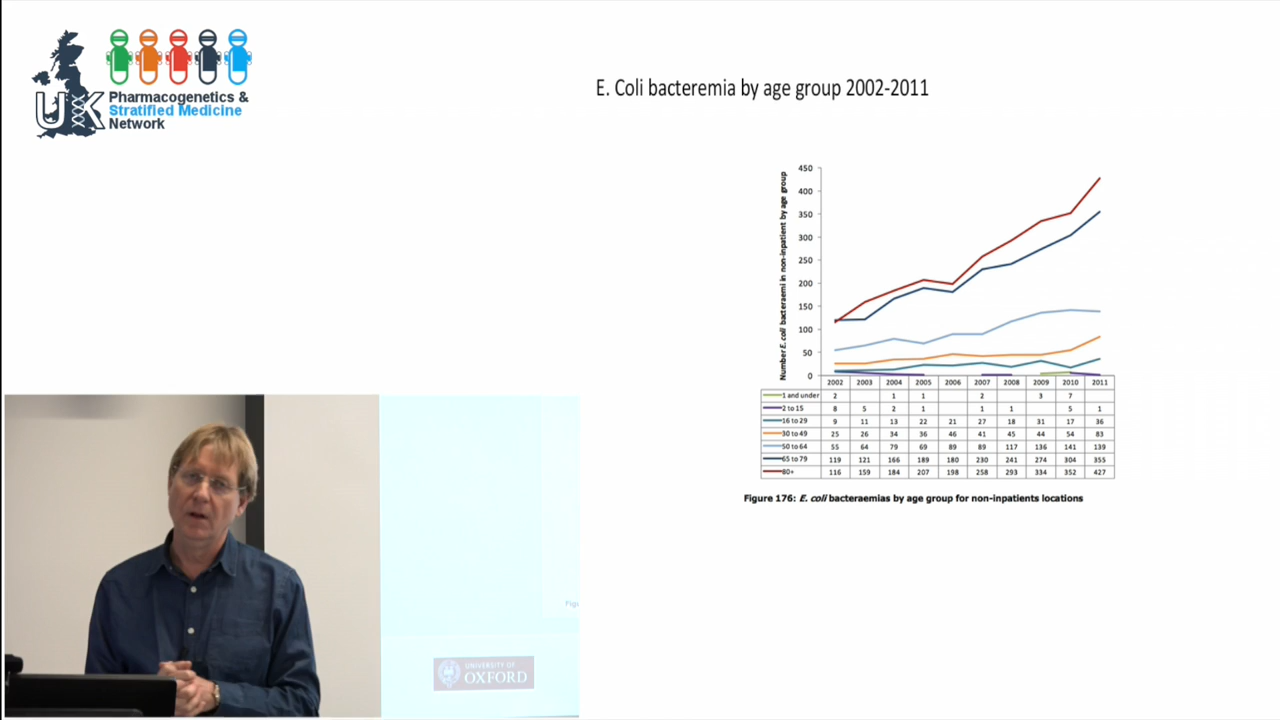 UK
Pharmacogenetics &
Stratified Medicine
Network
E. Coli bacteremia by age group 2002-2011
Number E. coli bacteraemi in non-inpatient by age group
450
400
350
300
250
200
150
100
50
0
2002 2003 2004 2005 2006 2007 2008 2009 2010 2011
1 and under 2 1 1 2 3 7
2 to 15 8 5 2 1 1 1 5 1
16 to 29 9 11 13 22 21 27 18 31 17 36
30 to 49 25 26 34 36 46 41 45 44 54 83
50 to 64 55 64 79 69 89 89 117 136 141 139
65 to 79 119 121 166 189 180 230 241 274 304 355
80+ 116 159 184 207 198 258 293 334 352 427
Figure 176: E. coli bacteraemias by age group for non-inpatients locations
Figu
UNIVERSITY OF
OXFORD